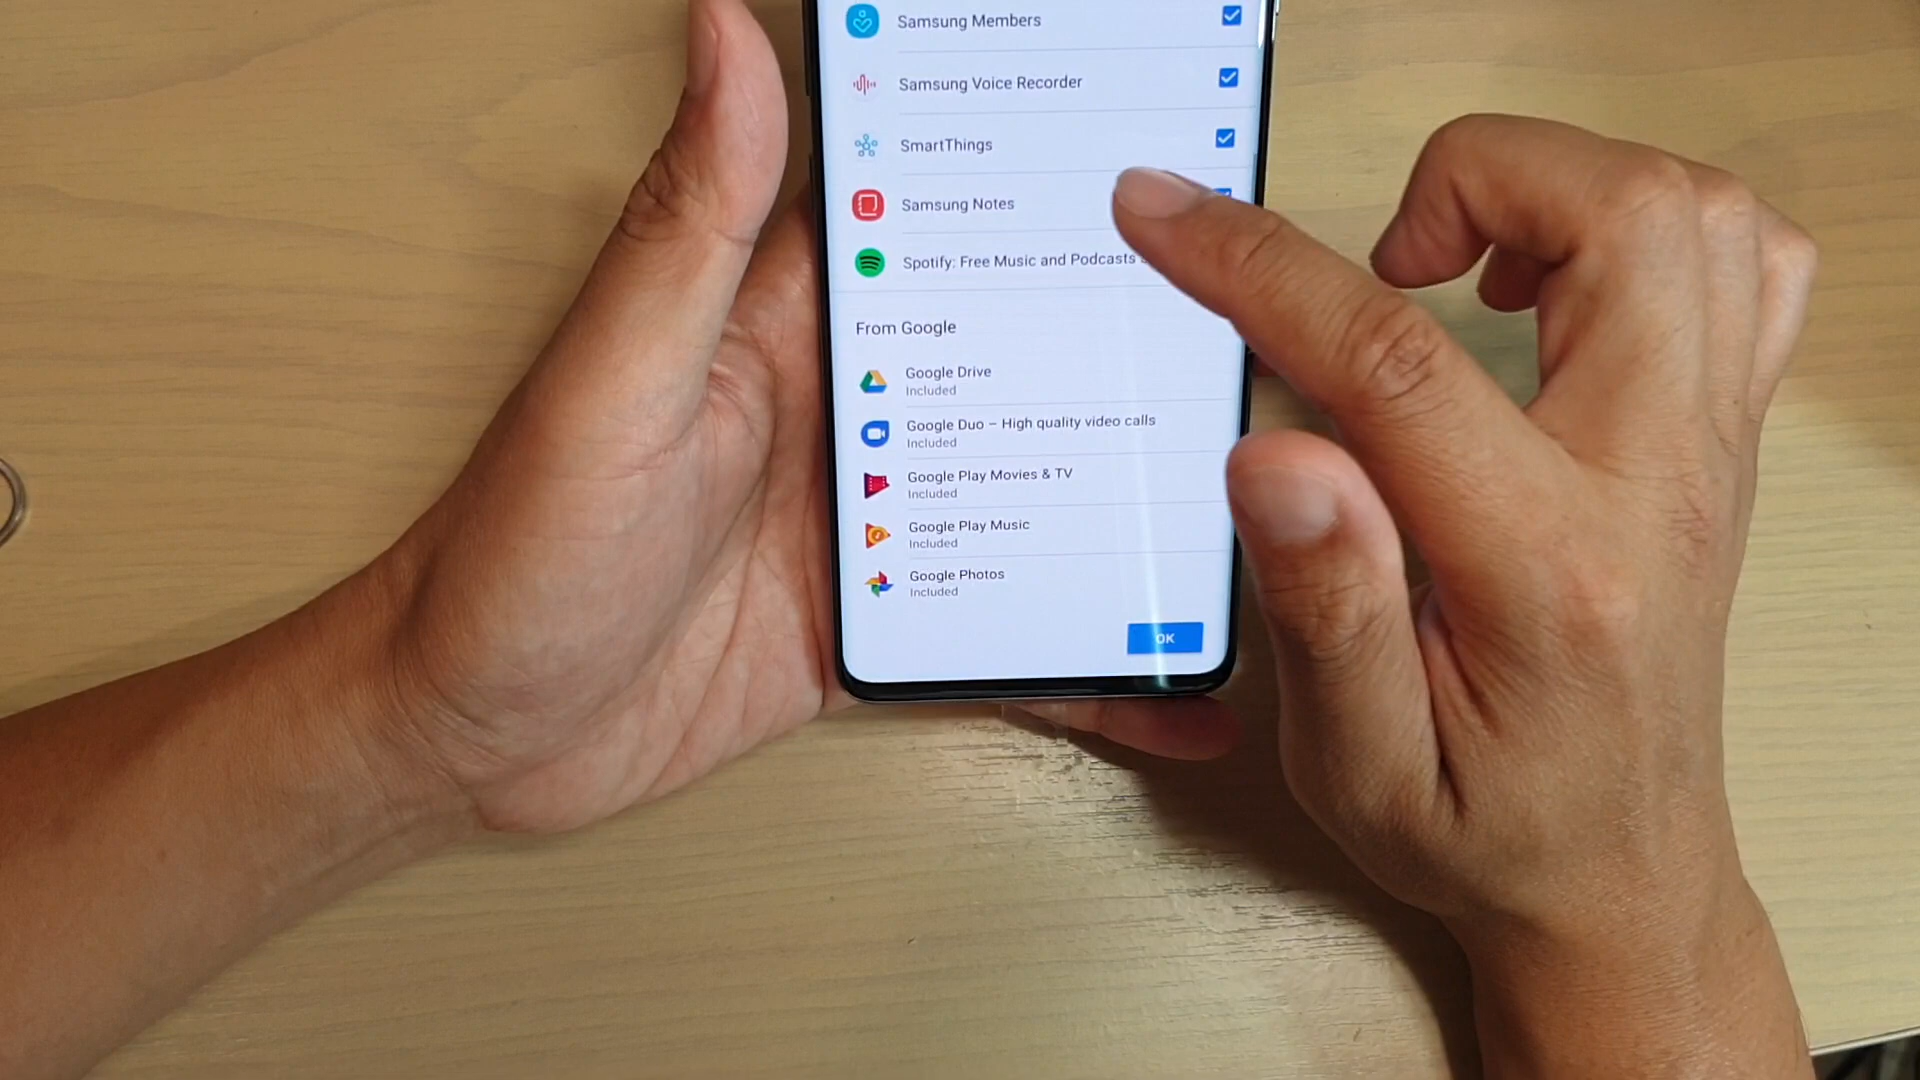 Samsung Members
Samsung Voice Recorder
SmartThings
Samsung Notes
Spotify: Free Music and Podcasts
From Google
Google Drive
Included
Google Duo – High quality video calls
Included
Google Play Movies & TV
Included
Google Play Music
Included
Google Photos
Included
OK